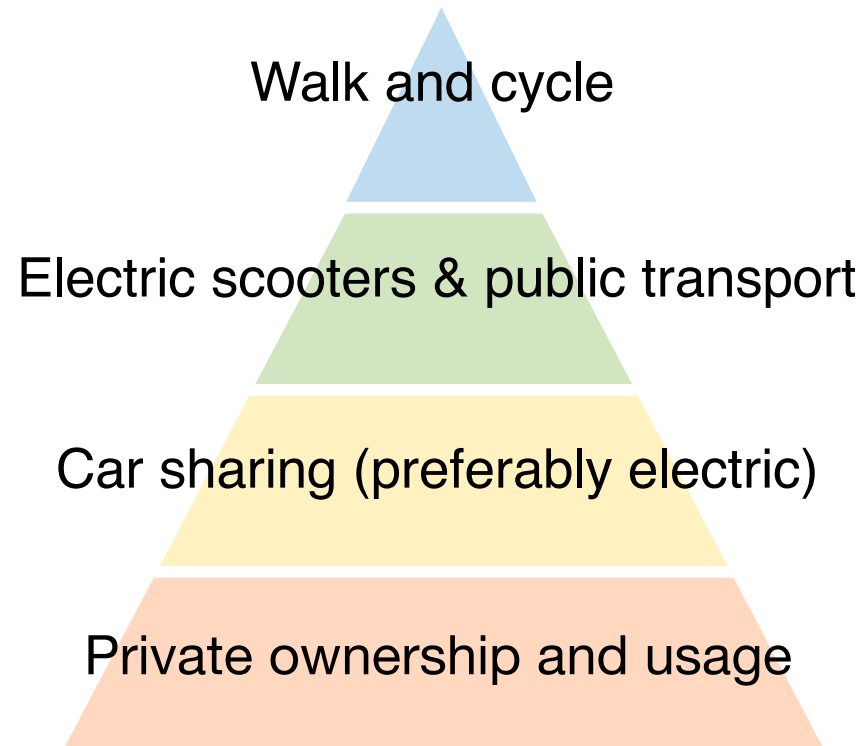 Walk and cycle
Electric scooters & public transport
Car sharing (preferably electric)
Private ownership and usage